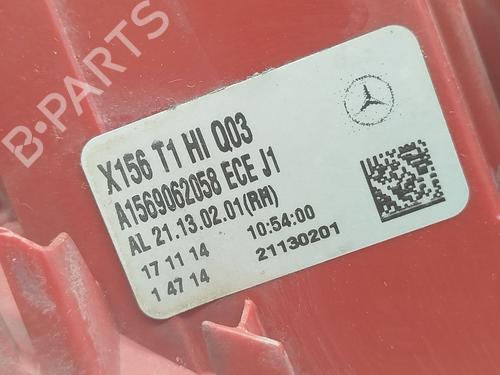 B-PARTS
X156 T1 HI Q03
A1569062058 ECE J1
AL 21.13.02.01(RM)
17 11 14 10:54:00
1 47 14 21130201